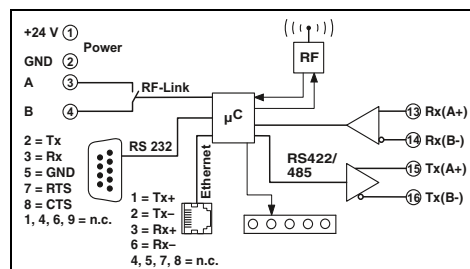 +24 V 1
Power
GND 2
A 3
RF-Link
B 4
RF
µC
13 Rx(A+)
14 Rx(B-)
2 = Tx
3 = Rx
5 = GND
7 = RTS
8 = CTS
1, 4, 6, 9 = n.c.
RS 232
Ethernet
1 = Tx+
2 = Tx–
3 = Rx+
6 = Rx–
4, 5, 7, 8 = n.c.
RS422/
485
15 Tx(A+)
16 Tx(B-)